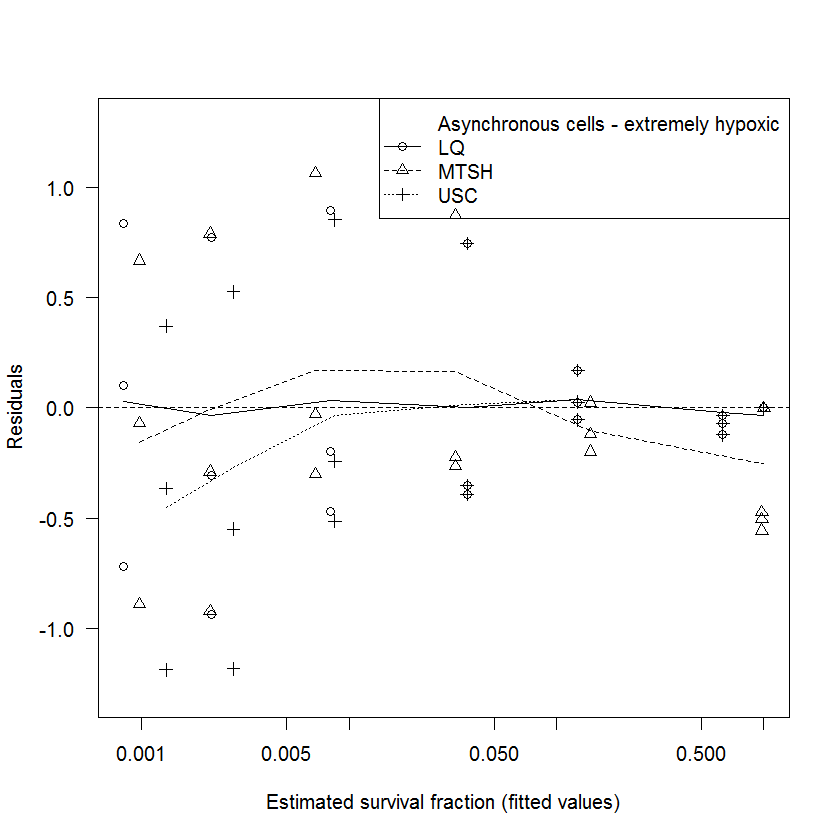 Asynchronous cells - extremely hypoxic
LQ
MTSH
USC
1.0
0.5
0.0
-0.5
-1.0
Residuals
0.001 0.005 0.050 0.500
Estimated survival fraction (fitted values)